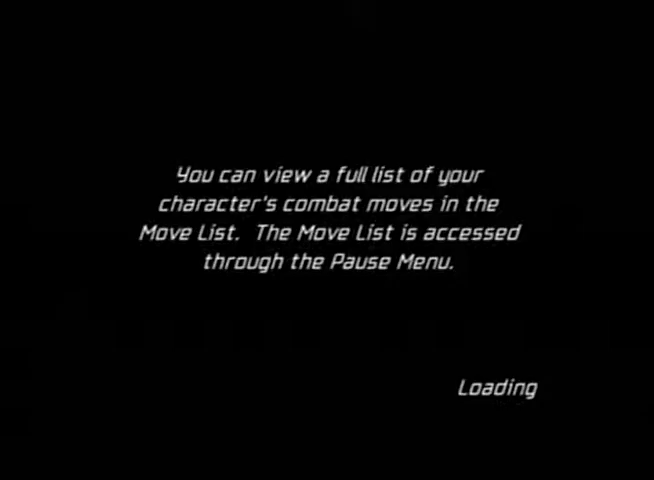 You can view a full list of your
character's combat moves in the
Move List.  The Move List is accessed
through the Pause Menu.
Loading